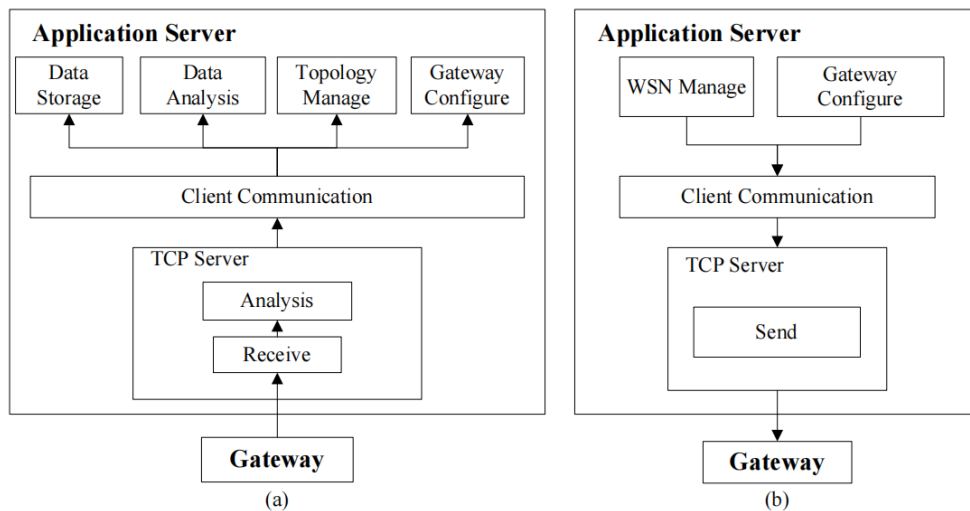 Application Server
Data
Storage
Data
Analysis
Topology
Manage
Gateway
Configure
Client Communication
TCP Server
Analysis
Receive
Gateway
(a)
Application Server
WSN Manage
Gateway
Configure
Client Communication
TCP Server
Send
Gateway
(b)